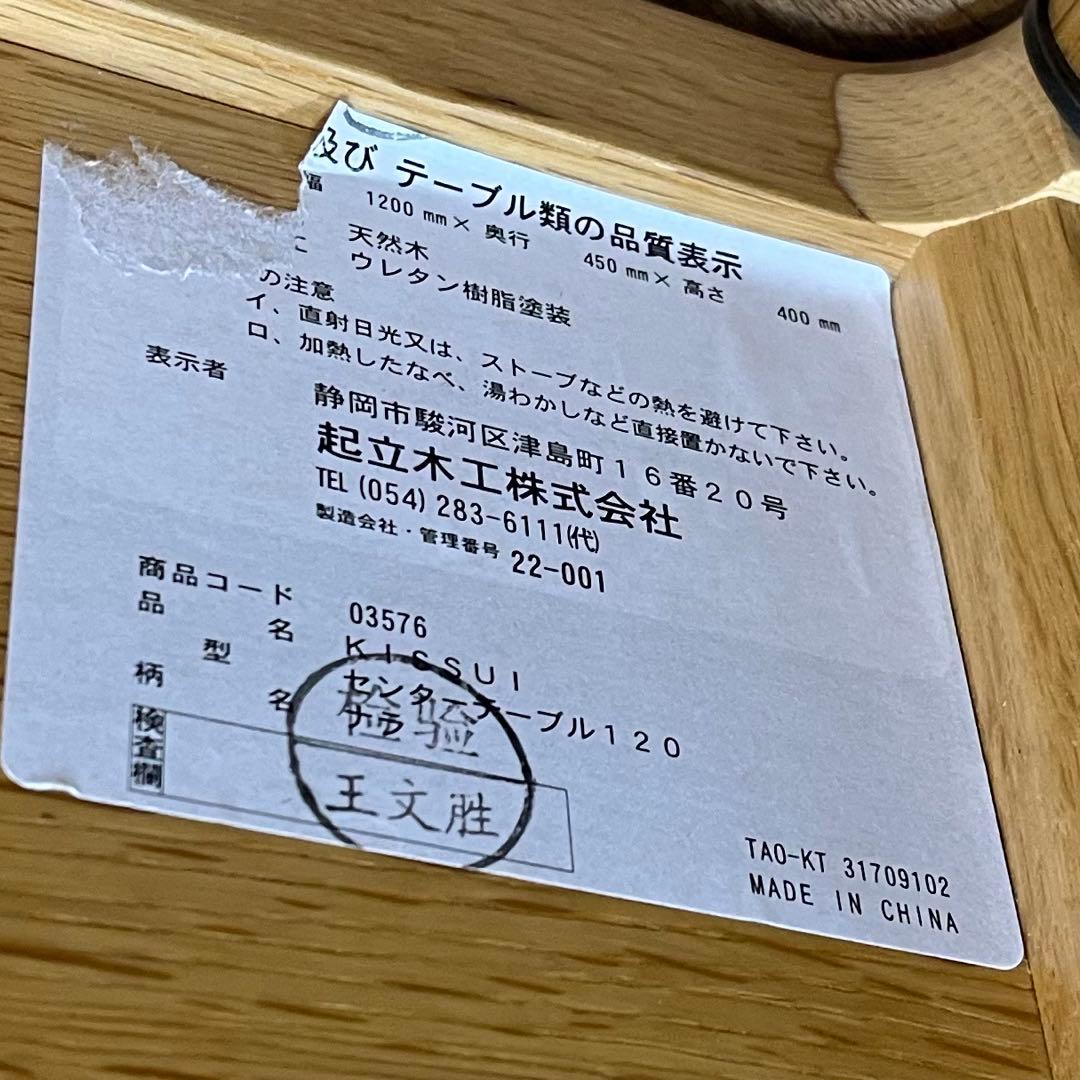 及び テーブル類の品質表示
幅 1200 mm× 奥行 450 mm× 高さ 400 mm
天然木
ウレタン樹脂塗装
の注意
イ、直射日光又は、ストーブなどの熱を避けて下さい。
ロ、加熱したなべ、湯わかしなど直接置かないで下さい。
表示者
静岡市駿河区津島町16番20号
起立木工株式会社
TEL (054) 283-6111(代)
製造会社・管理番号 22-001
商品コード 03576
品名 KISSUI
型 センターテーブル120
柄名 ナラ
検査欄
检验
王文胜
TAO-KT 31709102
MADE IN CHINA